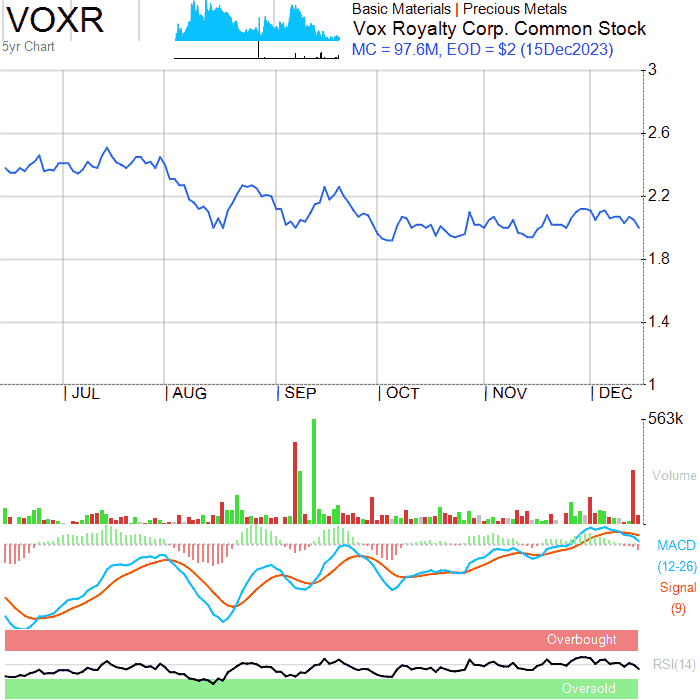 VOXR
5yr Chart
Basic Materials | Precious Metals
Vox Royalty Corp. Common Stock
MC = 97.6M, EOD = $2 (15Dec2023)
3
2.6
2.2
1.8
1.4
1
JUL AUG SEP OCT NOV DEC
563k
Volume
MACD
(12-26)
Signal
(9)
Overbought
RSI(14)
Oversold